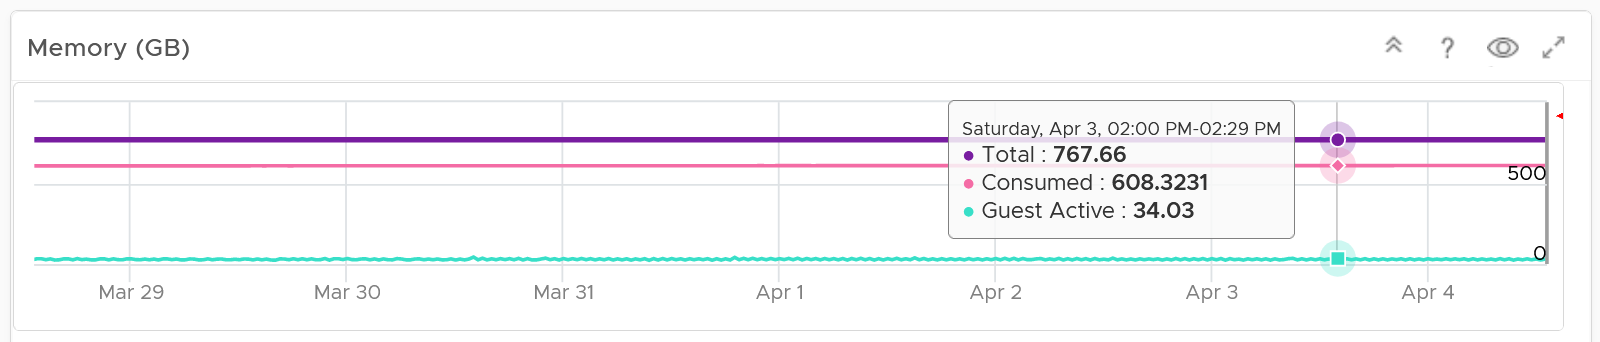 Memory (GB)
?
Saturday, Apr 3, 02:00 PM-02:29 PM
Total : 767.66
Consumed : 608.3231
Guest Active : 34.03
500
0
Mar 29
Mar 30
Mar 31
Apr 1
Apr 2
Apr 3
Apr 4